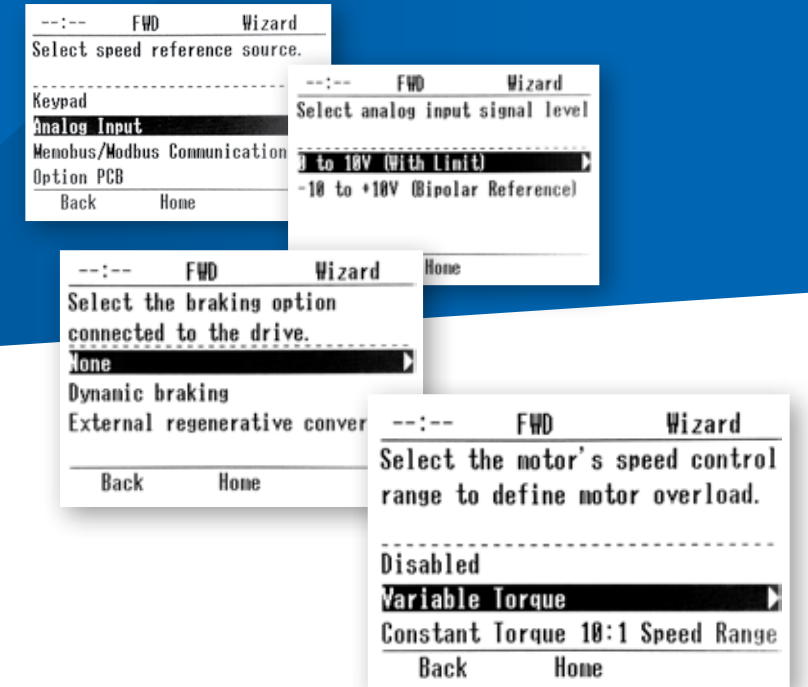 --:-- FWD Wizard
Select speed reference source.
Keypad
Analog Input
Memobus/Modbus Communication
Option PCB
Back Home
--:-- FWD Wizard
Select analog input signal level
0 to 10V (With Limit)
-10 to +10V (Bipolar Reference)
Home
--:-- FWD Wizard
Select the braking option
connected to the drive.
None
Dynamic braking
External regenerative conver
Back Home
--:-- FWD Wizard
Select the motor's speed control
range to define motor overload.
Disabled
Variable Torque
Constant Torque 10:1 Speed Range
Back Home